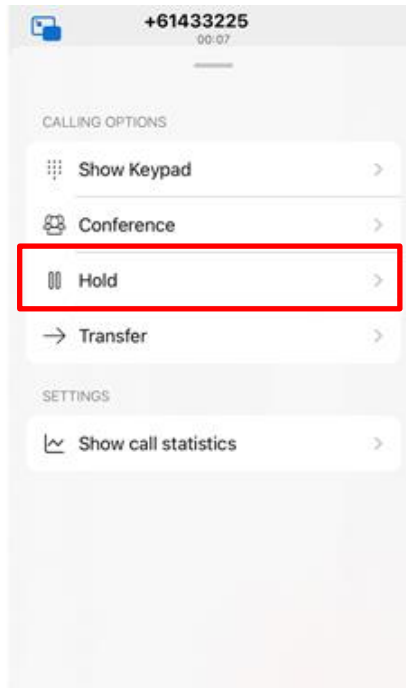 +61433225
00:07
CALLING OPTIONS
Show Keypad
Conference
Hold
Transfer
SETTINGS
Show call statistics